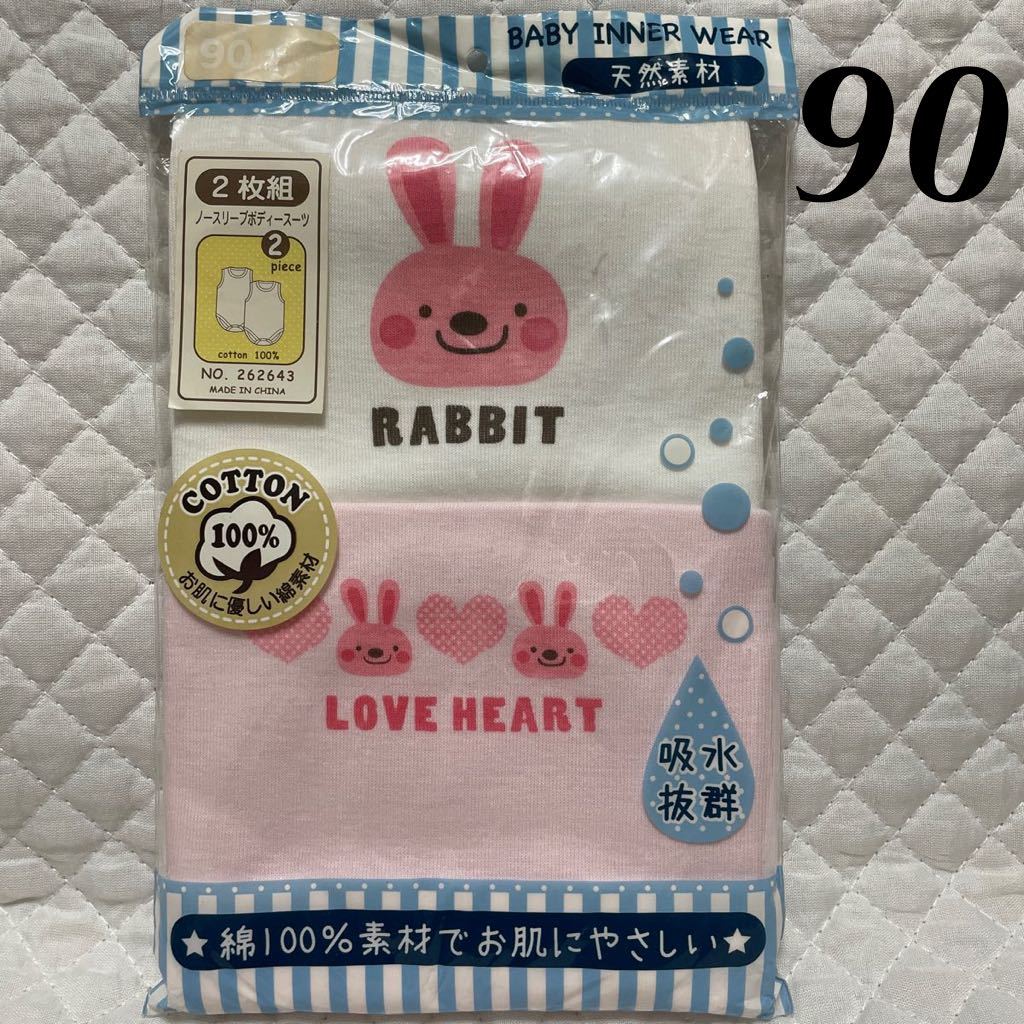 90
BABY INNER WEAR
天然素材
90
2枚組
ノースリーブボディースーツ
2
piece
cotton 100%
NO. 262643
MADE IN CHINA
RABBIT
COTTON
100%
お肌に優しい綿素材
LOVE HEART
吸水
抜群
★綿100%素材でお肌にやさしい★